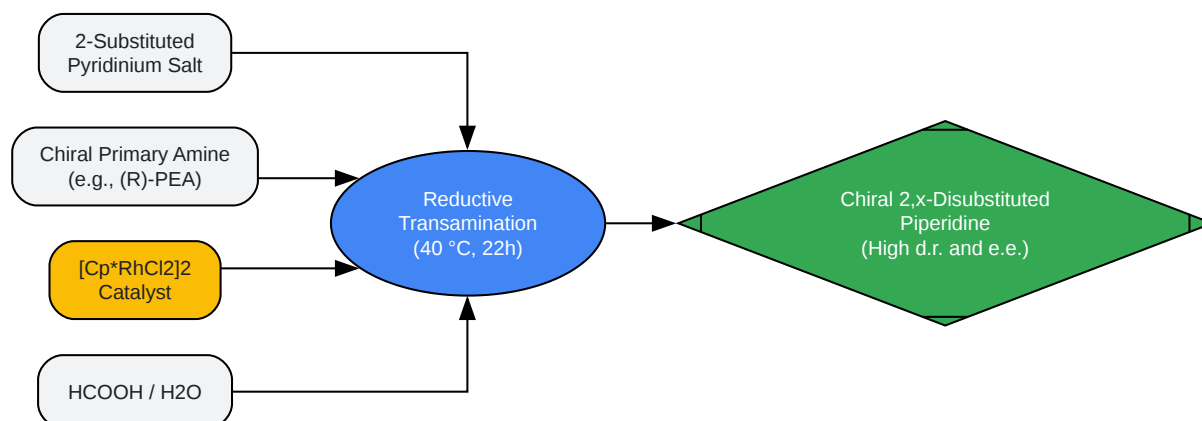 2-Substituted
Pyridinium Salt
Chiral Primary Amine
(e.g., (R)-PEA)
[Cp*RhCl2]2
Catalyst
HCOOH / H2O
Reductive
Transamination
(40 °C, 22h)
Chiral 2,x-Disubstituted
Piperidine
(High d.r. and e.e.)